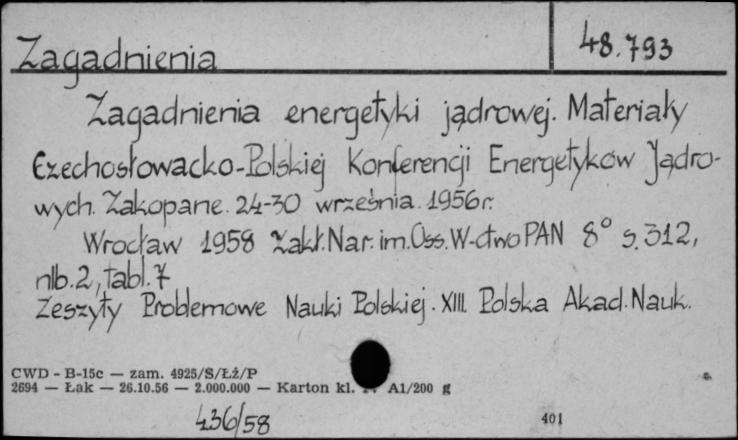 Zagadnienia
48.793
Zagadnienia energetyki jądrowej. Materiały
Czechosłowacko-Polskiej Konferencji Energetyków Jądro-
wych. Zakopane. 24-30 września. 1956 r.
Wrocław 1958 Zakł. Nar. im. Oss. W-ctwo PAN 8° s. 312,
nlb. 2, tabl. 7
Zeszyty Problemowe Nauki Polskiej. XIII. Polska Akad. Nauk.
CWD - B-15c — zam. 4925/S/ŁŻ/P
2694 — Łak — 26.10.56 — 2.000.000 — Karton kl. A1/200 g
436/58
401